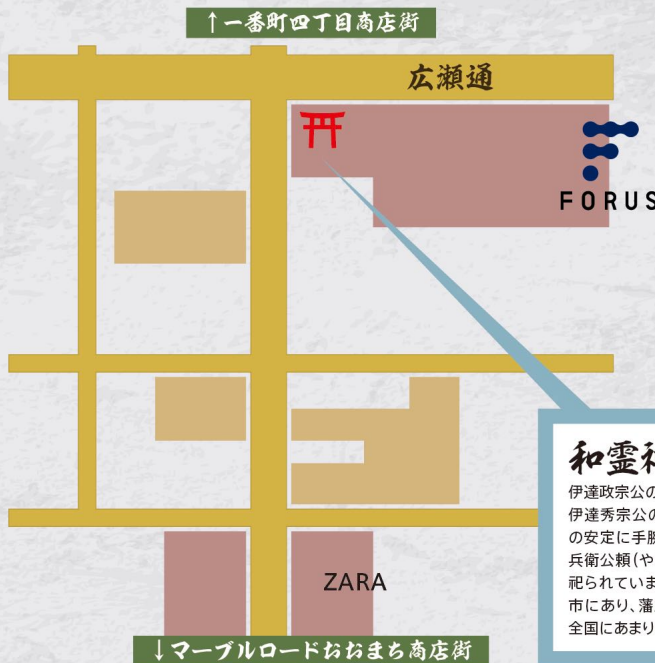 ↑一番町四丁目商店街
広瀬通
FORUS
和霊社
伊達政宗公の
伊達秀宗公の
の安定に手腕
兵衛公頼(や
祀られていま
市にあり、藩
全国にあまり
ZARA
↓マーブルロードおおまち商店街